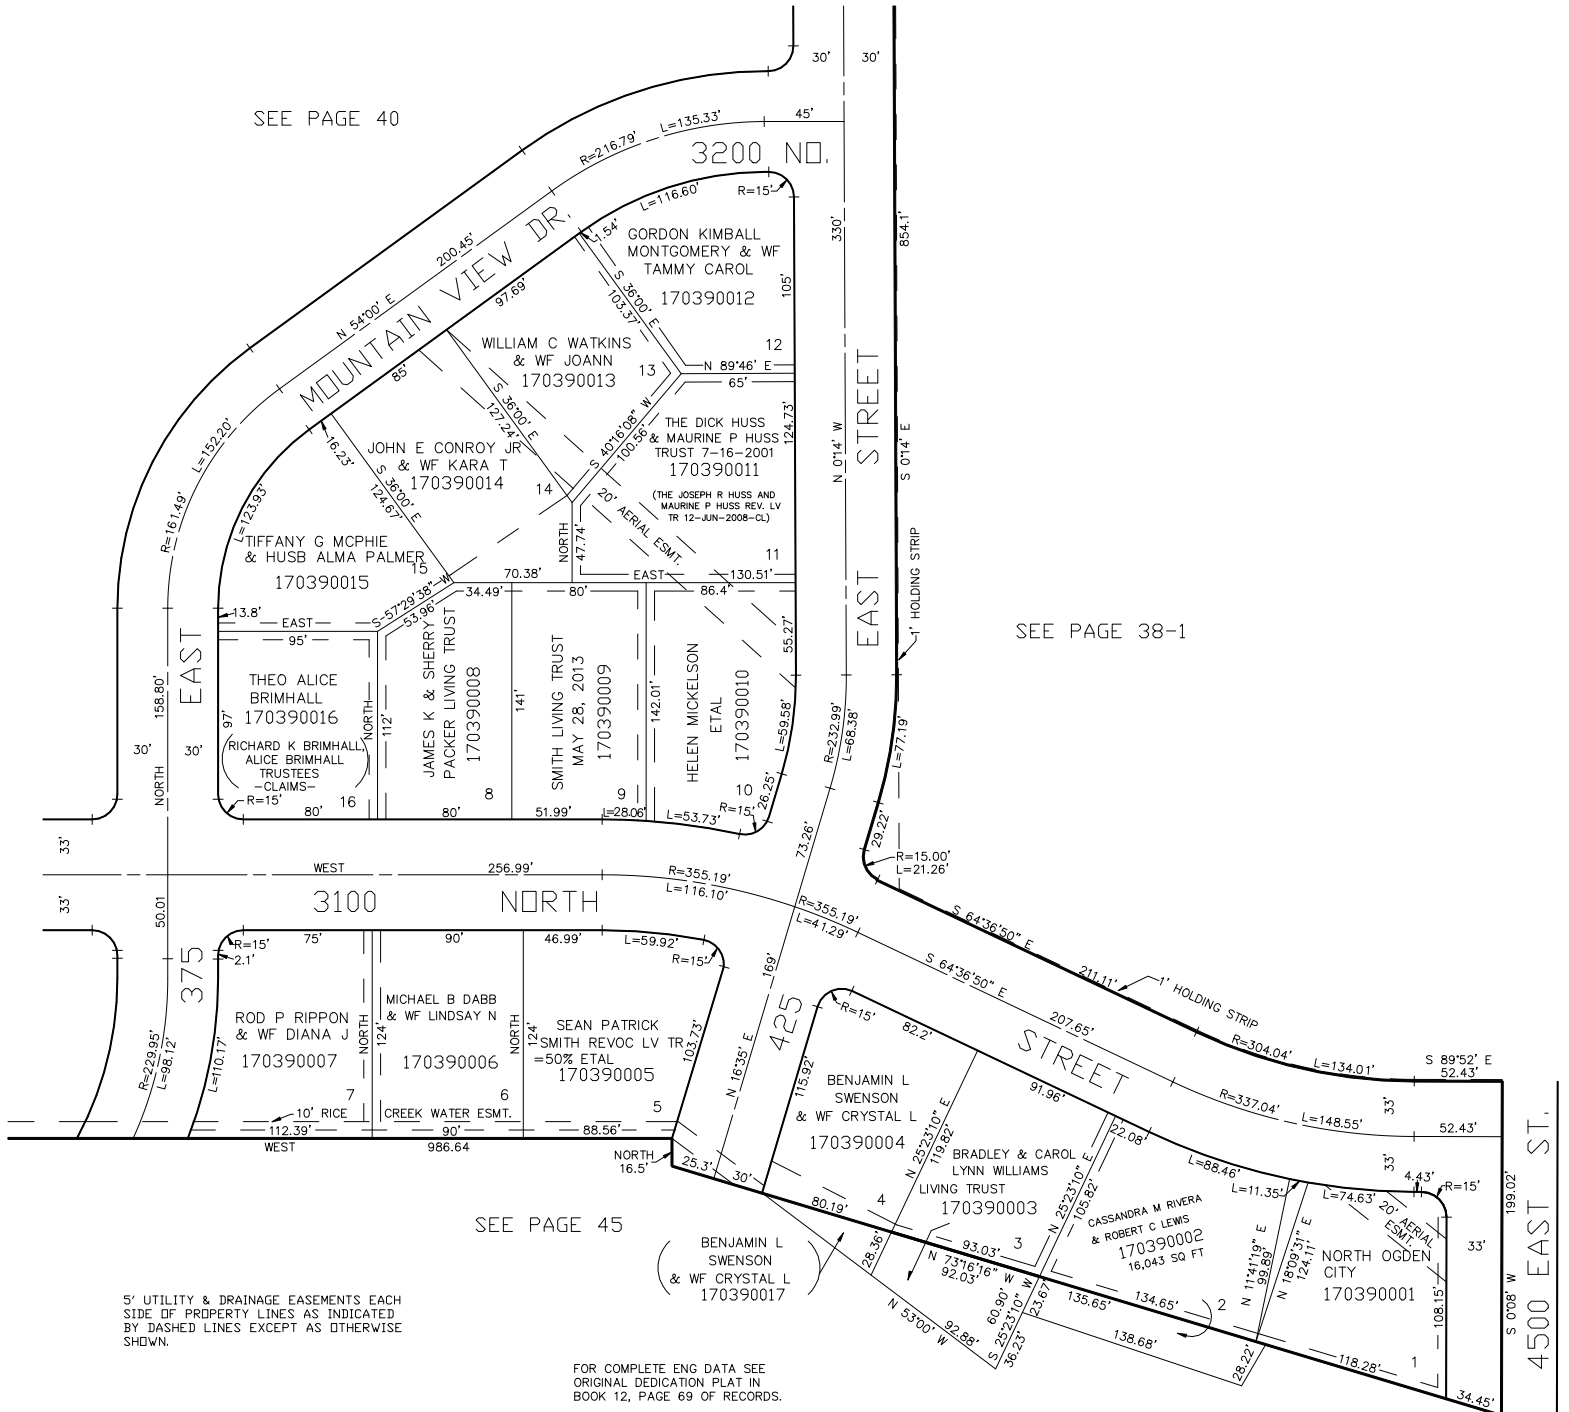 SEE PAGE 40
30'
30'
45'
L=135.33'
R=216.79'
3200 NO.
R=15'
L=116.60'
1.54'
GORDON KIMBALL
MONTGOMERY & WF
TAMMY CAROL
170390012
12
105'
330'
854.1'
200.45'
N 54°00' E
MOUNTAIN VIEW DR.
97.69'
S 36°00' E
103.37'
WILLIAM C WATKINS
& WF JOANN
170390013
13
N 89°46' E
65'
85'
S 36°00' E
127.24'
S 40°16'08" W
100.56'
THE DICK HUSS
& MAURINE P HUSS
TRUST 7-16-2001
170390011
(THE JOSEPH R HUSS AND
MAURINE P HUSS REV. LV
TR 12-JUN-2008-CL)
11
124.73'
N 0°14' W
S 0°14' E
EAST STREET
L=152.20'
R=161.49'
L=123.93'
16.23'
S 36°00' E
124.67'
JOHN E CONROY JR
& WF KARA T
170390014
14
20' AERIAL ESMT.
NORTH
47.74'
TIFFANY G MCPHIE
& HUSB ALMA PALMER
170390015
15
70.38'
EAST
130.51'
S-57°29'38" W
53.96'
34.49'
80'
86.4'
13.8'
EAST
95'
55.27'
1' HOLDING STRIP
SEE PAGE 38-1
EAST
158.80'
30'
30'
NORTH
97'
THEO ALICE
BRIMHALL
170390016
(RICHARD K BRIMHALL,
ALICE BRIMHALL
TRUSTEES
-CLAIMS-)
R=15'
16
80'
NORTH
112'
JAMES K & SHERRY
PACKER LIVING TRUST
170390008
8
80'
141'
SMITH LIVING TRUST
MAY 28, 2013
170390009
9
51.99'
L=28.06'
142.01'
HELEN MICKELSON
ETAL
170390010
10
L=53.73'
R=15'
26.25'
L=59.58'
R=232.99'
L=68.38'
L=77.19'
29.22'
R=15.00'
L=21.26'
73.26'
33'
33'
WEST
256.99'
R=355.19'
L=116.10'
3100 NORTH
R=355.19'
L=41.29'
S 64°36'50" E
211.11'
1' HOLDING STRIP
S 64°36'50" E
207.65'
STREET
50.01
375
R=15'
2.1'
75'
90'
46.99'
L=59.92'
R=15'
169'
425
R=229.95'
L=98.12'
L=110.17'
ROD P RIPPON
& WF DIANA J
170390007
7
NORTH
124'
MICHAEL B DABB
& WF LINDSAY N
170390006
6
NORTH
124'
SEAN PATRICK
SMITH REVOC LV TR
=50% ETAL
170390005
5
103.73'
N 16°35' E
115.92'
R=15'
82.2'
R=304.04'
L=134.01'
S 89°52' E
52.43'
R=337.04'
L=148.55'
33'
52.43'
10' RICE CREEK WATER ESMT.
112.39'
90'
88.56'
WEST
986.64
NORTH
16.5'
25.3'
30'
BENJAMIN L
SWENSON
& WF CRYSTAL L
170390004
4
80.19'
N 25°23'10" E
119.82'
91.96'
BRADLEY & CAROL
LYNN WILLIAMS
LIVING TRUST
170390003
3
93.03'
N 25°23'10" E
105.82'
22.08'
L=88.46'
L=11.35'
CASSANDRA M RIVERA
& ROBERT C LEWIS
170390002
16,043 SQ FT
2
N 11°41'19" E
99.89'
N 18°09'31" E
124.11'
L=74.63'
4.43'
R=15'
33'
20' AERIAL
ESMT.
NORTH OGDEN
CITY
170390001
1
108.15'
33'
199.02'
S 0°08' W
4500 EAST ST.
SEE PAGE 45
BENJAMIN L
SWENSON
& WF CRYSTAL L
170390017
28.36'
N 73°16'16" W
92.03'
N 53°00' W
92.88'
60.90'
S 25°23'10" W
36.23'
23.67'
135.65'
134.65'
138.68'
28.22'
118.28'
34.45'
5' UTILITY & DRAINAGE EASEMENTS EACH
SIDE OF PROPERTY LINES AS INDICATED
BY DASHED LINES EXCEPT AS OTHERWISE
SHOWN.
FOR COMPLETE ENG DATA SEE
ORIGINAL DEDICATION PLAT IN
BOOK 12, PAGE 69 OF RECORDS.